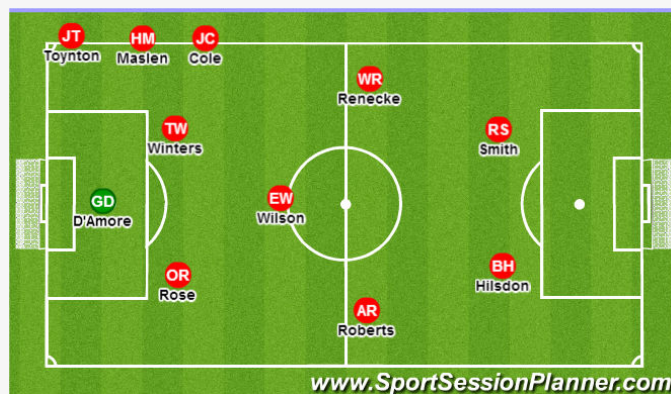 JT
Toynton
HM
Maslen
JC
Cole
WR
Renecke
TW
Winters
RS
Smith
GD
D'Amore
EW
Wilson
OR
Rose
BH
Hilsdon
AR
Roberts
www.SportSessionPlanner.com